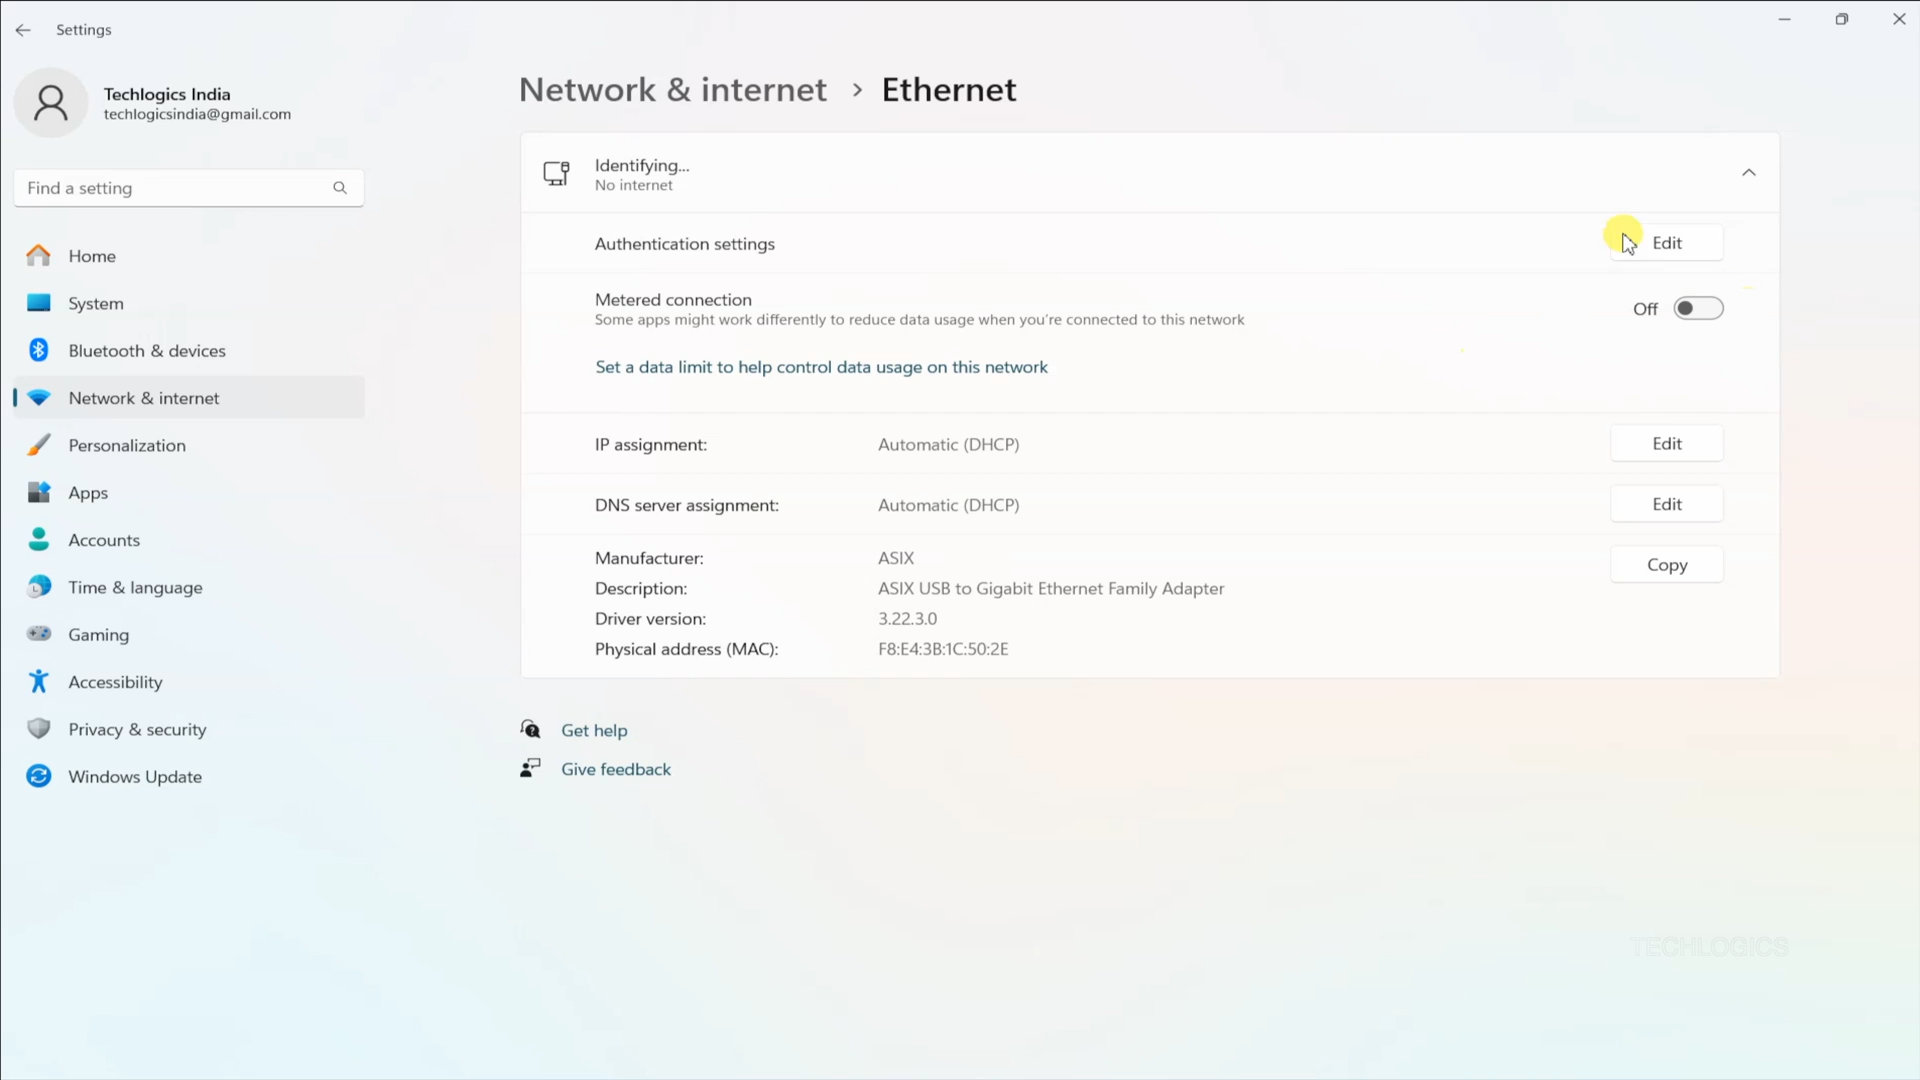 Settings
Techlogics India
techlogicsindia@gmail.com
Find a setting
Home
System
Bluetooth & devices
Network & internet
Personalization
Apps
Accounts
Time & language
Gaming
Accessibility
Privacy & security
Windows Update
Network & internet > Ethernet
Identifying...
No internet
Authentication settings Edit
Metered connection
Some apps might work differently to reduce data usage when you're connected to this network
Off
Set a data limit to help control data usage on this network
IP assignment: Automatic (DHCP) Edit
DNS server assignment: Automatic (DHCP) Edit
Manufacturer: ASIX Copy
Description: ASIX USB to Gigabit Ethernet Family Adapter
Driver version: 3.22.3.0
Physical address (MAC): F8:E4:3B:1C:50:2E
Get help
Give feedback
TECHLOGICS